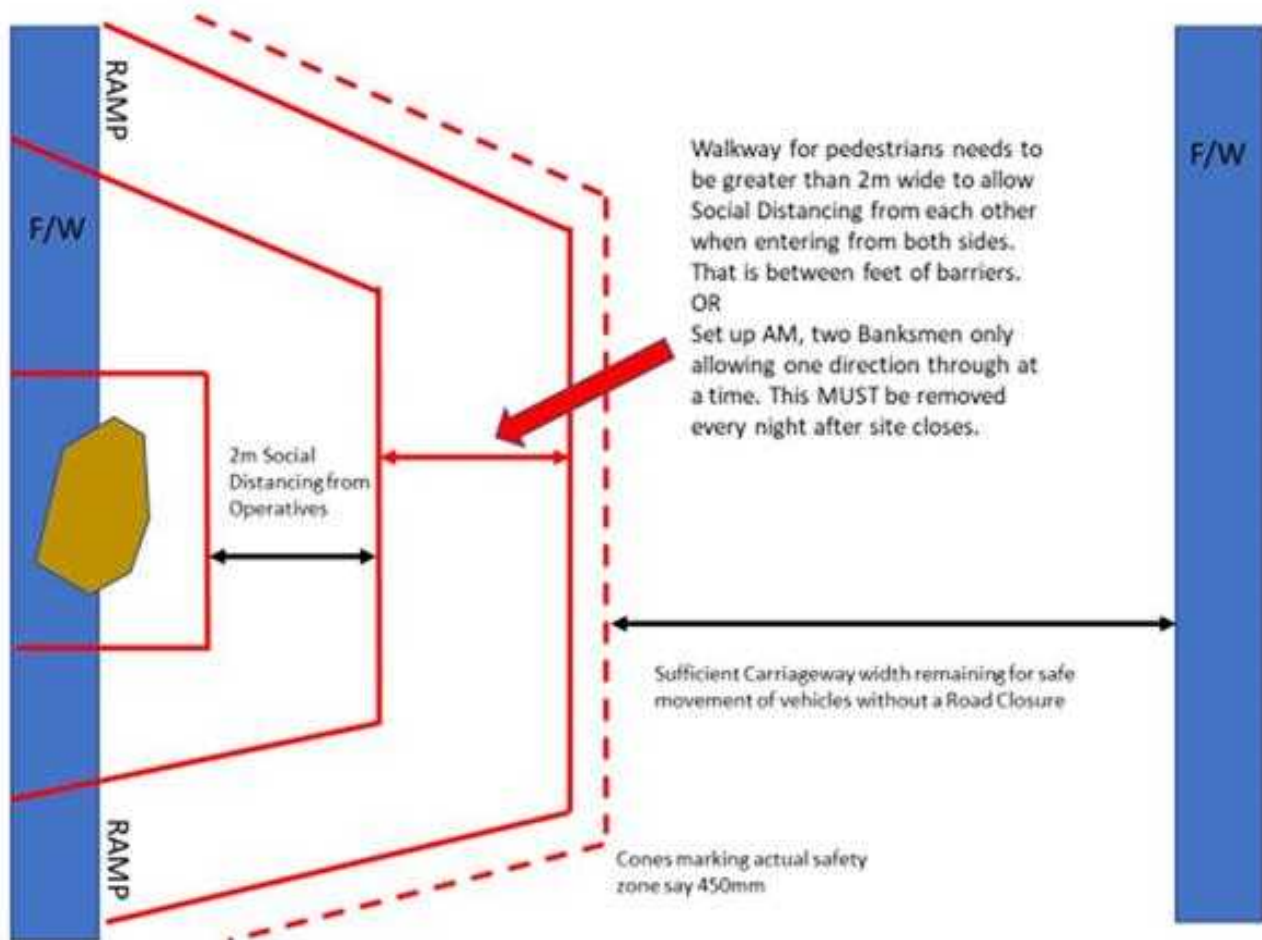 RAMP
F/W
Walkway for pedestrians needs to
be greater than 2m wide to allow
Social Distancing from each other
when entering from both sides.
That is between feet of barriers.
OR
Set up AM, two Banksmen only
allowing one direction through at
a time. This MUST be removed
every night after site closes.
F/W
2m Social
Distancing from
Operatives
Sufficient Carriageway width remaining for safe
movement of vehicles without a Road Closure
RAMP
Cones marking actual safety
zone say 450mm